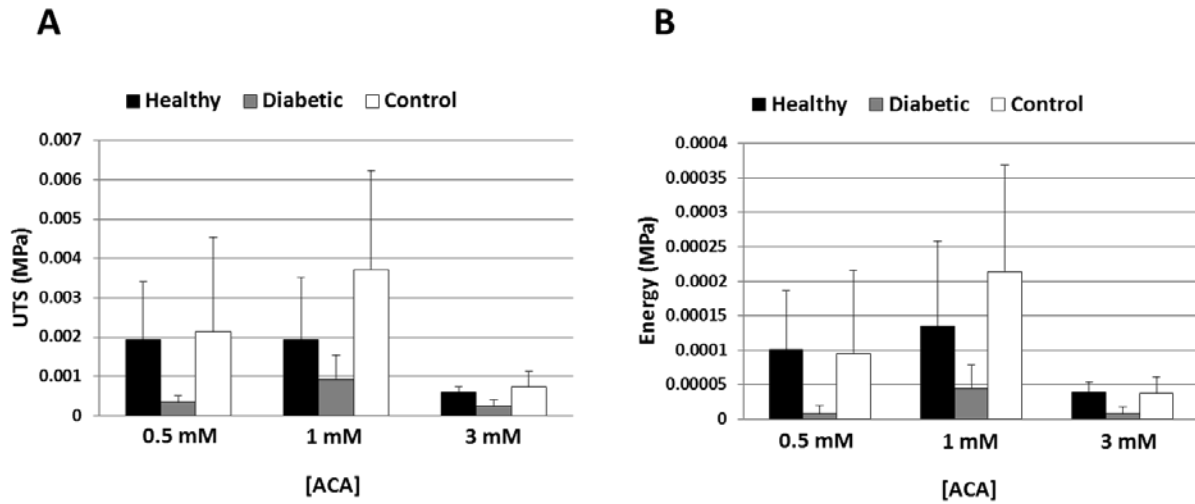 A
Healthy Diabetic Control
0.007
0.006
0.005
0.004
0.003
0.002
0.001
0
UTS (MPa)
0.5 mM 1 mM 3 mM
[ACA]
B
Healthy Diabetic Control
0.0004
0.00035
0.0003
0.00025
0.0002
0.00015
0.0001
0.00005
0
Energy (MPa)
0.5 mM 1 mM 3 mM
[ACA]